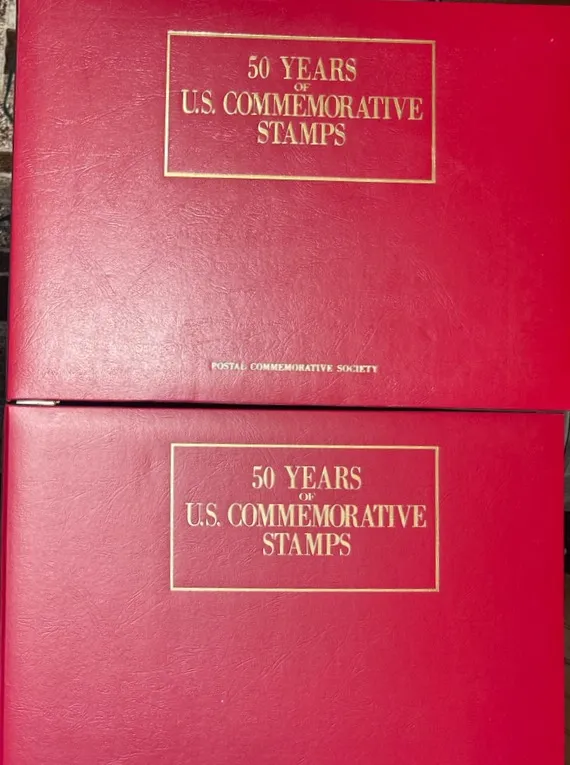 50 YEARS
OF
U.S. COMMEMORATIVE
STAMPS
POSTAL COMMEMORATIVE SOCIETY
50 YEARS
OF
U.S. COMMEMORATIVE
STAMPS